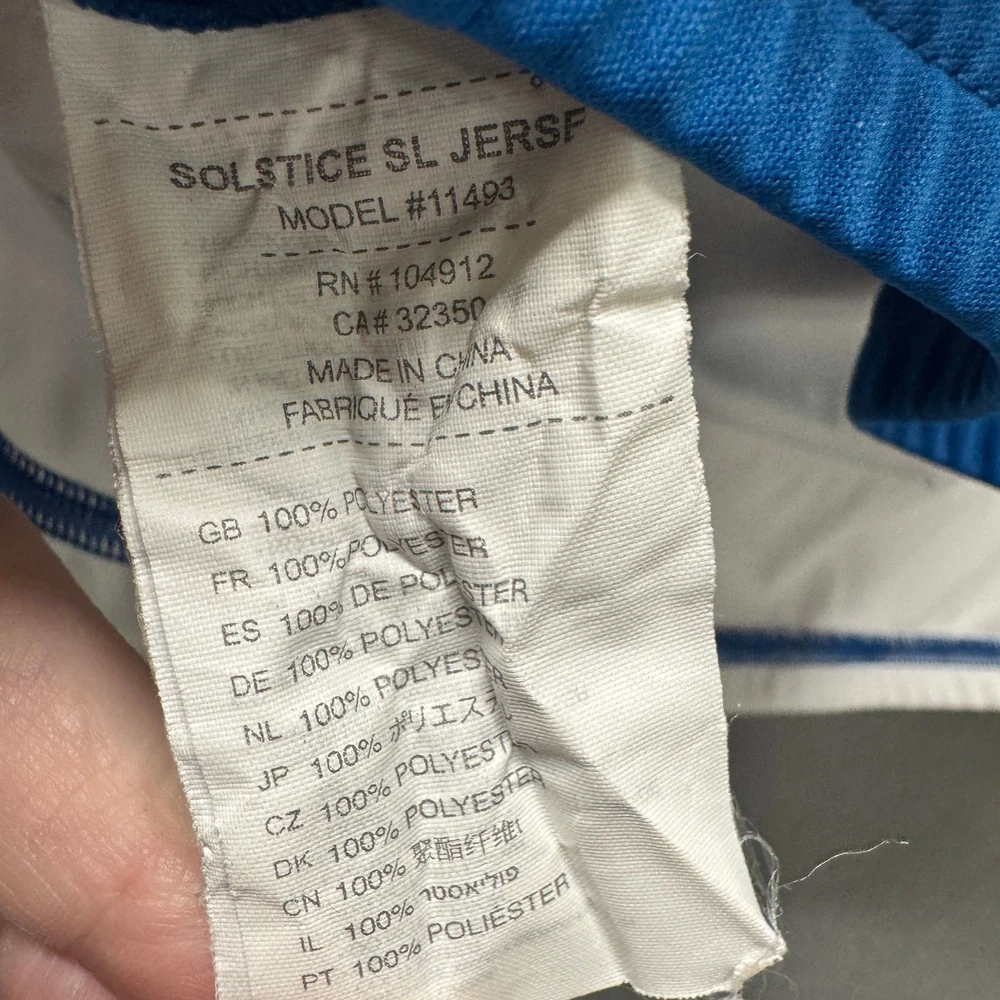 SOLSTICE SL JERSE
MODEL #11493
RN # 104912
CA# 32350
MADE IN CHINA
FABRIQUÉ EN CHINA
GB 100% POLYESTER
FR 100% POLYESTER
ES 100% DE POLIESTER
DE 100% POLYESTER
NL 100% POLYESTER
JP 100% ポリエステル
CZ 100% POLYESTER
DK 100% POLYESTER
CN 100% 聚酯纤维
IL 100% פוליאסטר
PT 100% POLIÉSTER